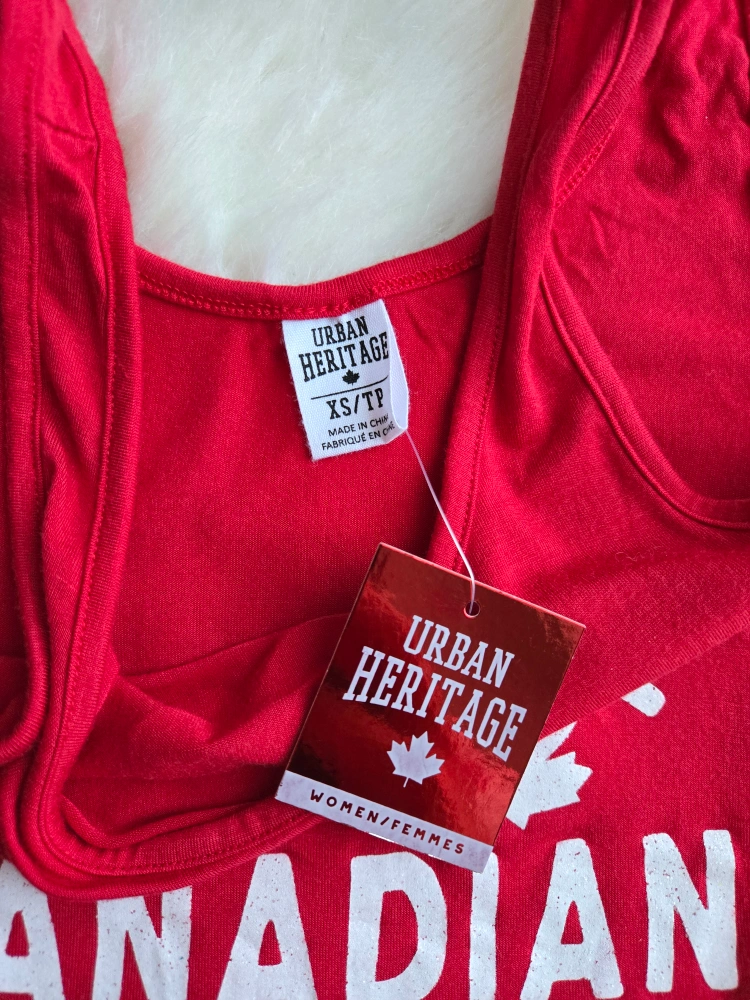 URBAN
HERITAGE
XS/TP
MADE IN CHIN
FABRIQUÉ EN C
URBAN
HERITAGE
WOMEN/FEMMES
ANADIAN